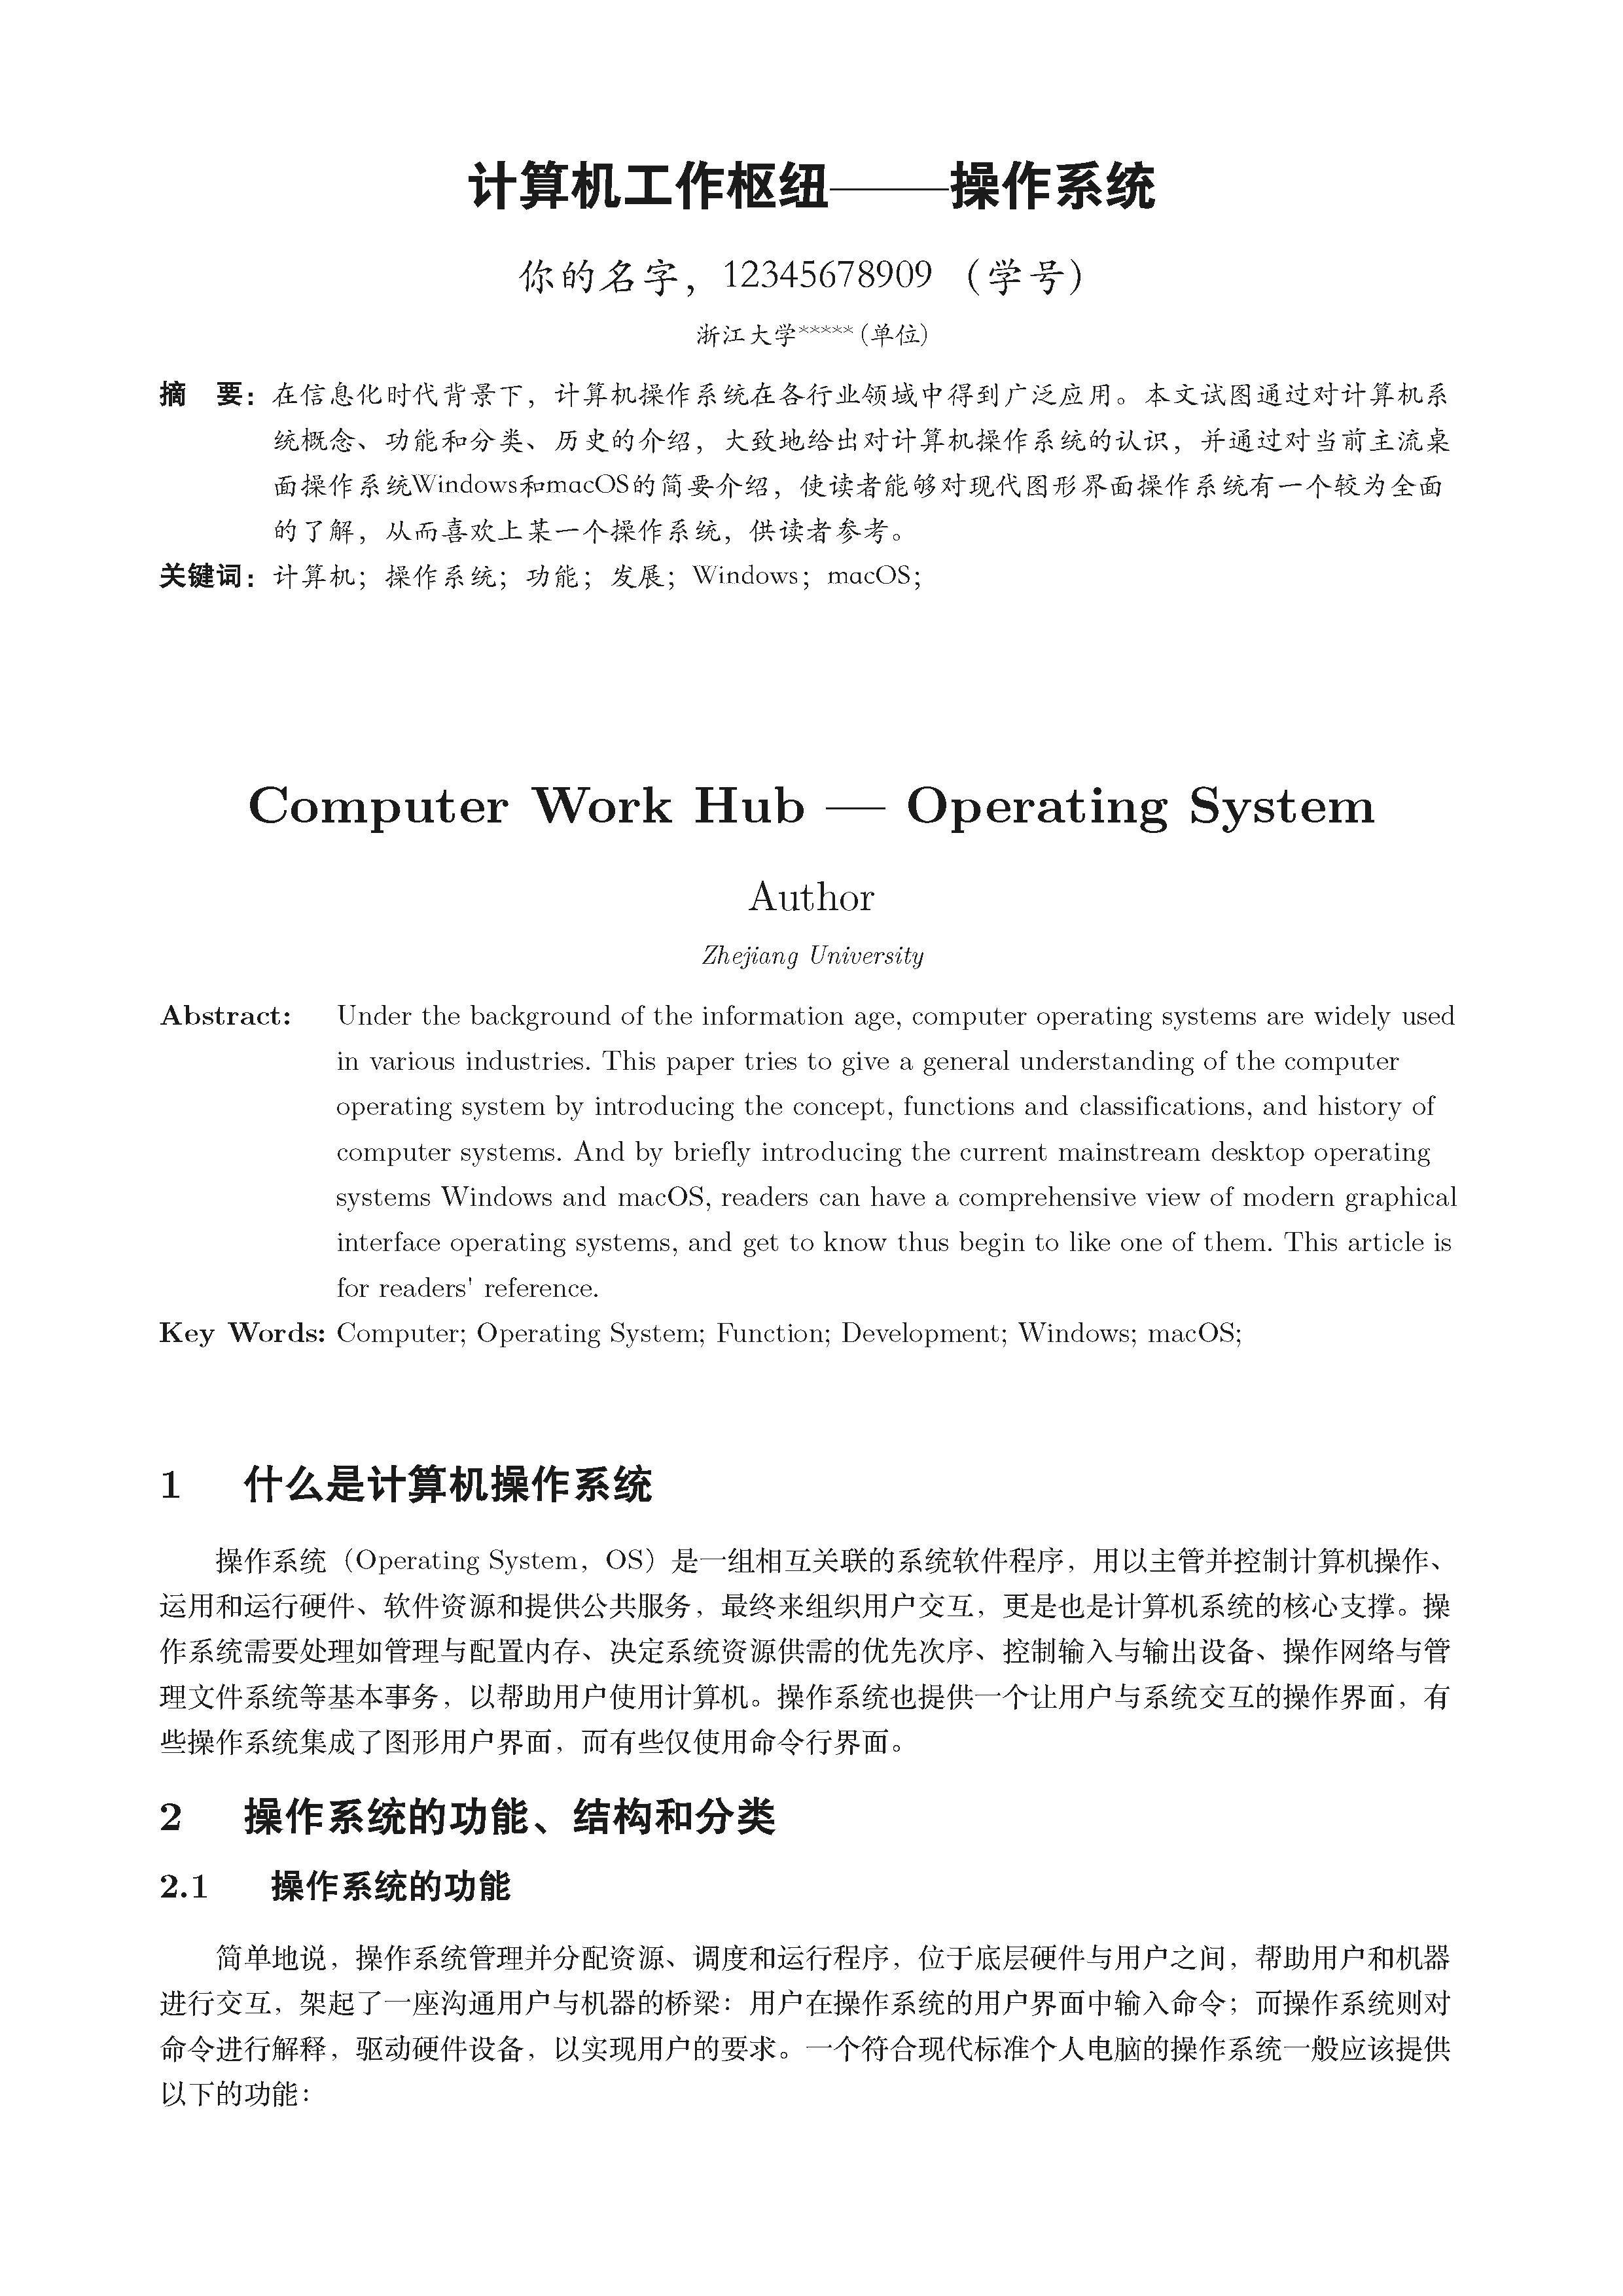 计算机工作枢纽——操作系统
你的名字，12345678909 （学号）
浙江大学*****（单位）
摘　要：在信息化时代背景下，计算机操作系统在各行业领域中得到广泛应用。本文试图通过对计算机系
统概念、功能和分类、历史的介绍，大致地给出对计算机操作系统的认识，并通过对当前主流桌
面操作系统Windows和macOS的简要介绍，使读者能够对现代图形界面操作系统有一个较为全面
的了解，从而喜欢上某一个操作系统，供读者参考。
关键词：计算机；操作系统；功能；发展；Windows；macOS；
Computer Work Hub — Operating System
Author
Zhejiang University
Abstract: Under the background of the information age, computer operating systems are widely used
in various industries. This paper tries to give a general understanding of the computer
operating system by introducing the concept, functions and classifications, and history of
computer systems. And by briefly introducing the current mainstream desktop operating
systems Windows and macOS, readers can have a comprehensive view of modern graphical
interface operating systems, and get to know thus begin to like one of them. This article is
for readers' reference.
Key Words: Computer; Operating System; Function; Development; Windows; macOS;
1 什么是计算机操作系统
操作系统（Operating System，OS）是一组相互关联的系统软件程序，用以主管并控制计算机操作、
运用和运行硬件、软件资源和提供公共服务，最终来组织用户交互，更是也是计算机系统的核心支撑。操
作系统需要处理如管理与配置内存、决定系统资源供需的优先次序、控制输入与输出设备、操作网络与管
理文件系统等基本事务，以帮助用户使用计算机。操作系统也提供一个让用户与系统交互的操作界面，有
些操作系统集成了图形用户界面，而有些仅使用命令行界面。
2 操作系统的功能、结构和分类
2.1 操作系统的功能
简单地说，操作系统管理并分配资源、调度和运行程序，位于底层硬件与用户之间，帮助用户和机器
进行交互，架起了一座沟通用户与机器的桥梁：用户在操作系统的用户界面中输入命令；而操作系统则对
命令进行解释，驱动硬件设备，以实现用户的要求。一个符合现代标准个人电脑的操作系统一般应该提供
以下的功能：